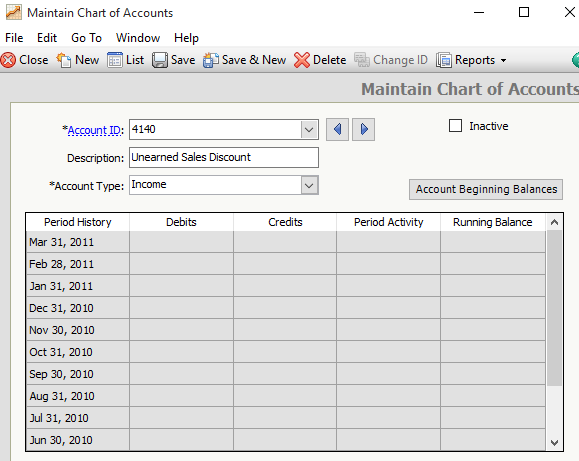 Maintain Chart of Accounts
File Edit Go To Window Help
Close New List Save Save & New Delete Change ID Reports
Maintain Chart of Accounts
*Account ID: 4140 Inactive
Description: Unearned Sales Discount
*Account Type: Income Account Beginning Balances
Period History Debits Credits Period Activity Running Balance
Mar 31, 2011
Feb 28, 2011
Jan 31, 2011
Dec 31, 2010
Nov 30, 2010
Oct 31, 2010
Sep 30, 2010
Aug 31, 2010
Jul 31, 2010
Jun 30, 2010